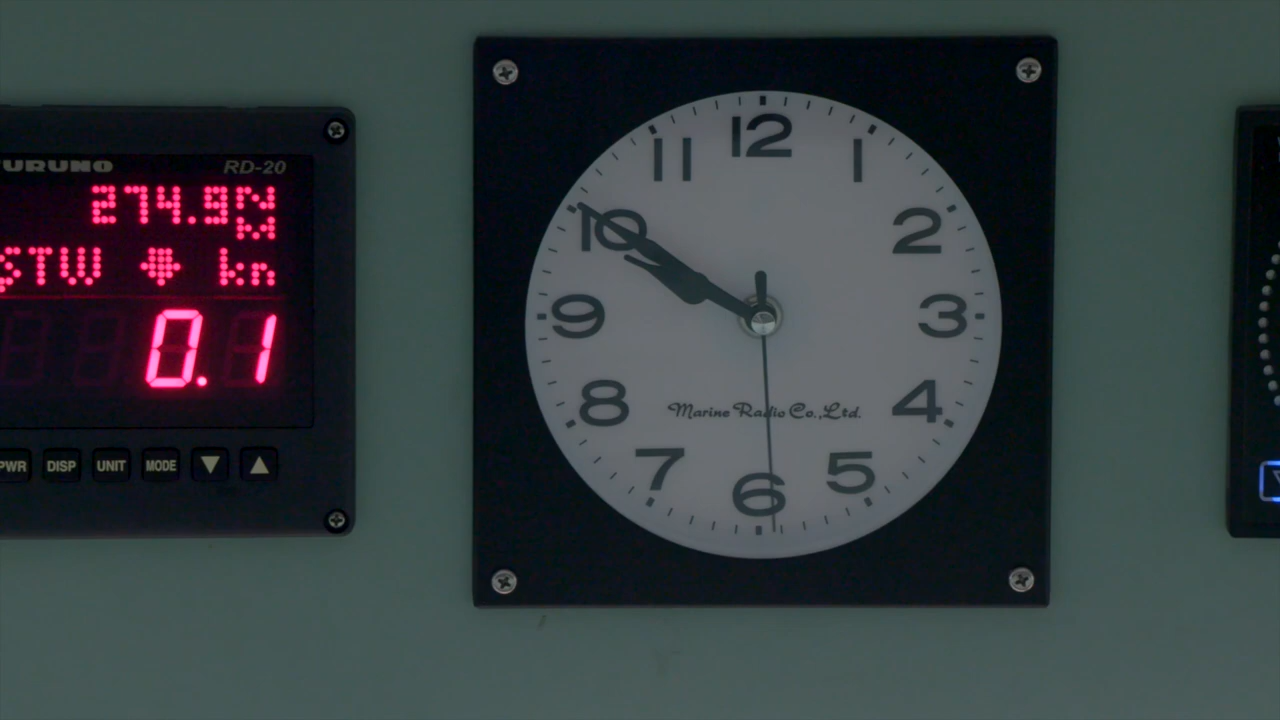 URUNO RD-20
274.9NM
STW kn
0.1
PWR DISP UNIT MODE
12
11 1
10 2
9 3
Marine Radio Co.,Ltd.
8 4
7 5
6